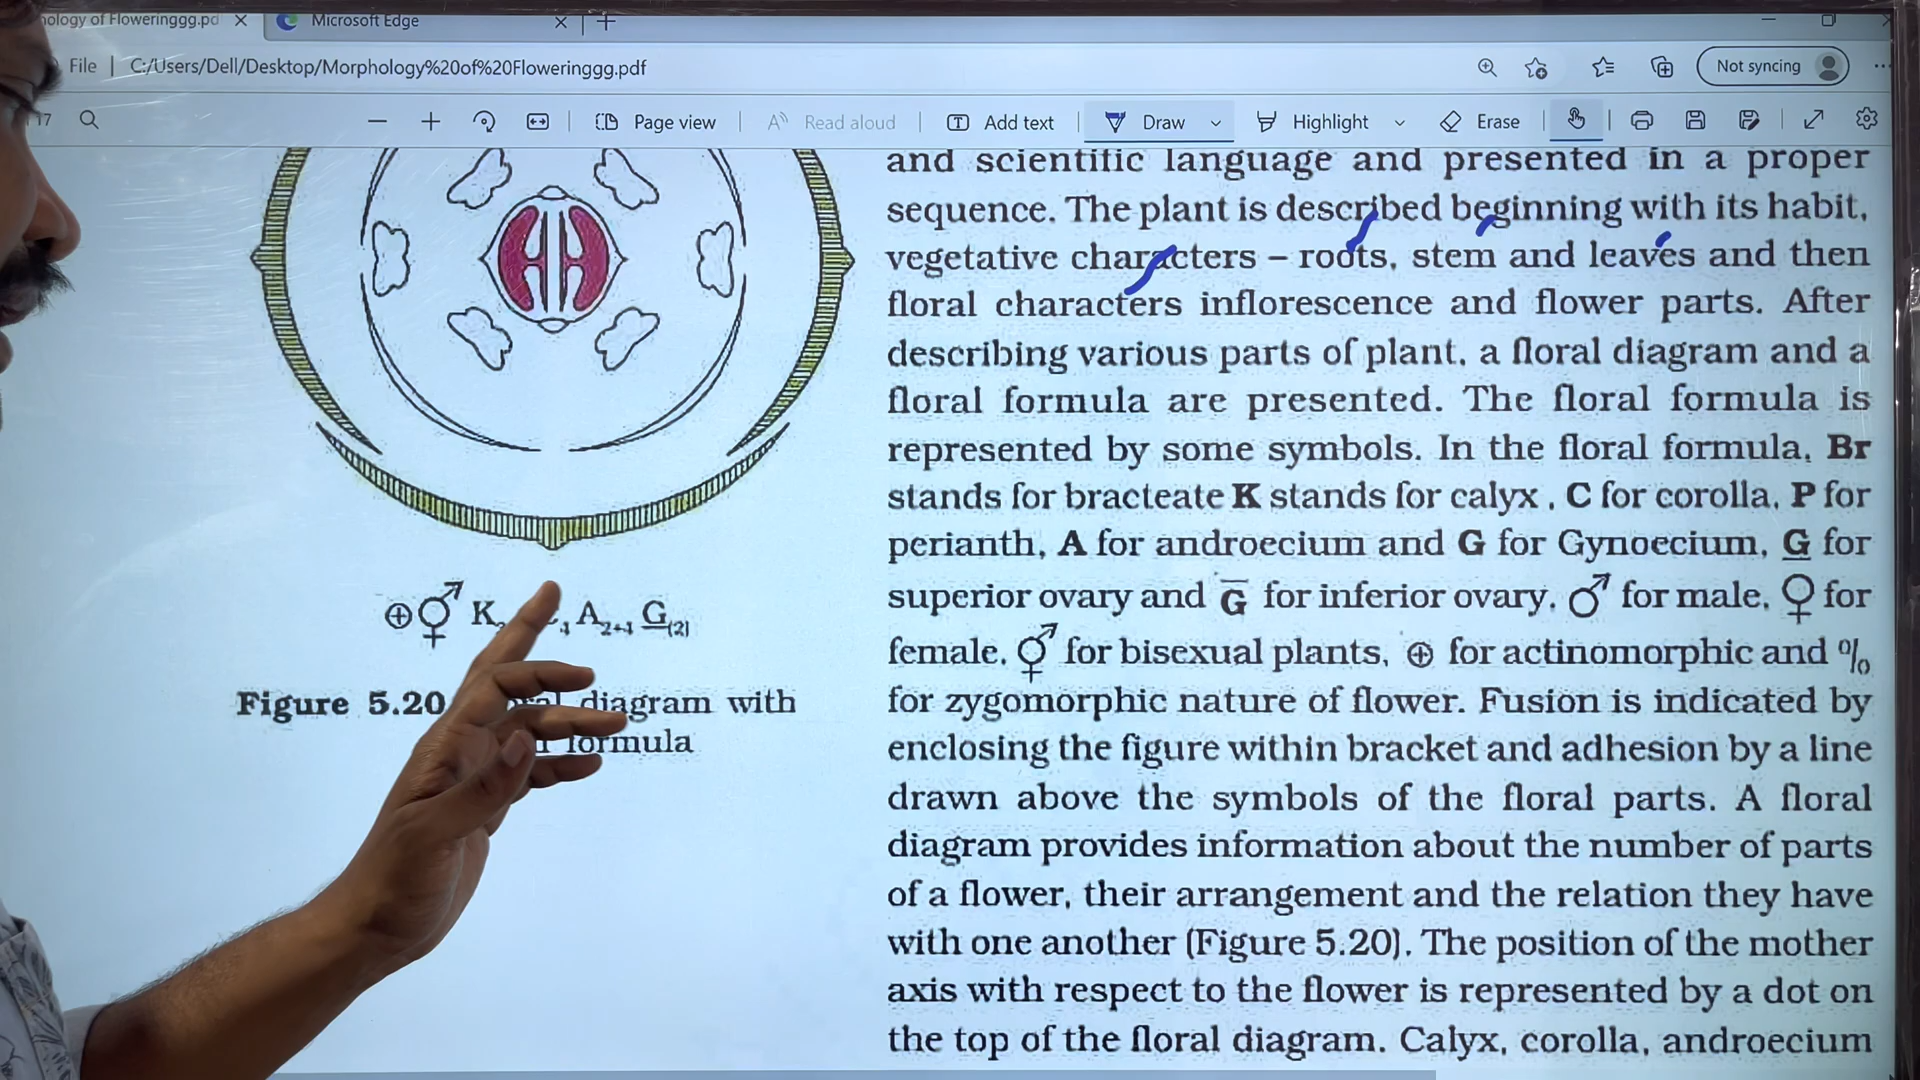 ology of Floweringgg.pd
Microsoft Edge
File | C:/Users/Dell/Desktop/Morphology%20of%20Floweringgg.pdf
Not syncing
17
Page view
Read aloud
Add text
Draw
Highlight
Erase
and scientific language and presented in a proper
sequence. The plant is described beginning with its habit,
vegetative characters – roots, stem and leaves and then
floral characters inflorescence and flower parts. After
describing various parts of plant, a floral diagram and a
floral formula are presented. The floral formula is
represented by some symbols. In the floral formula, Br
stands for bracteate K stands for calyx , C for corolla, P for
perianth, A for androecium and G for Gynoecium, G for
superior ovary and G for inferior ovary, ♂ for male, ♀ for
female, ⚥ for bisexual plants, ⊕ for actinomorphic and %
for zygomorphic nature of flower. Fusion is indicated by
enclosing the figure within bracket and adhesion by a line
drawn above the symbols of the floral parts. A floral
diagram provides information about the number of parts
of a flower, their arrangement and the relation they have
with one another (Figure 5.20). The position of the mother
axis with respect to the flower is represented by a dot on
the top of the floral diagram. Calyx, corolla, androecium
⊕ ⚥ K 4 A2+4 G(2)
Figure 5.20 diagram with
formula